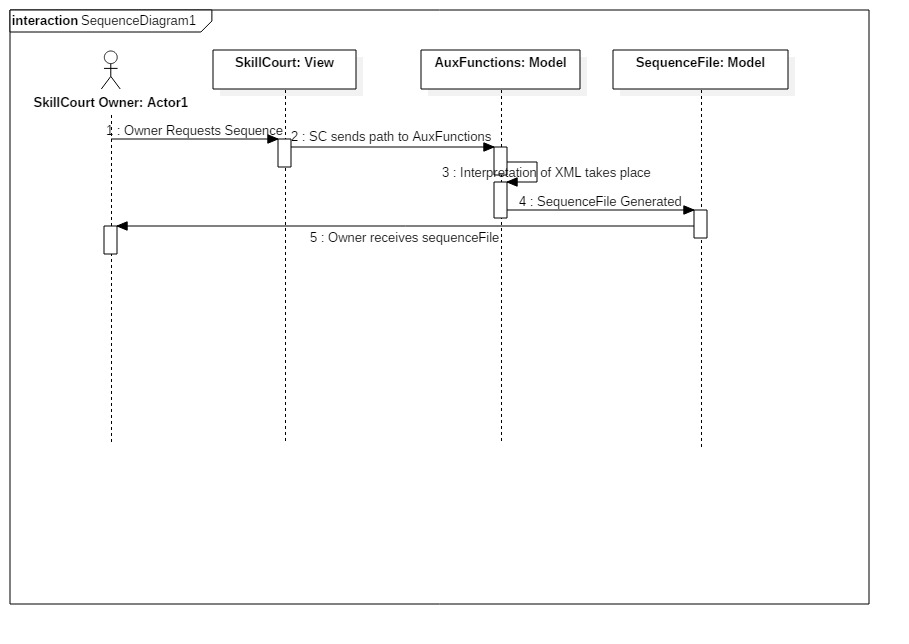 interaction SequenceDiagram1
SkillCourt: View
AuxFunctions: Model
SequenceFile: Model
SkillCourt Owner: Actor1
1 : Owner Requests Sequence
2 : SC sends path to AuxFunctions
3 : Interpretation of XML takes place
4 : SequenceFile Generated
5 : Owner receives sequenceFile